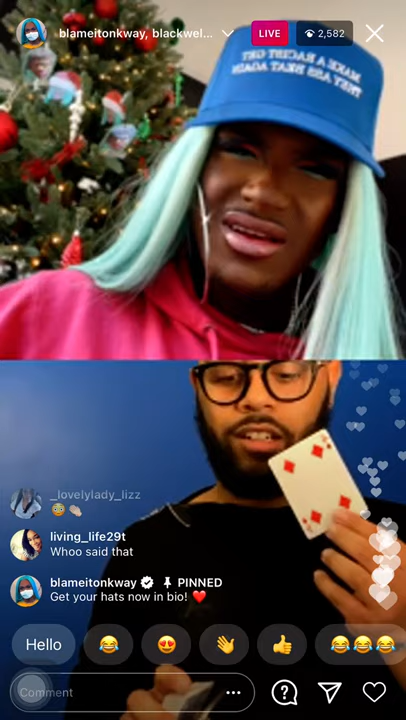 blameitonkway, blackwel...
LIVE
2,582
MAKE A RACIST GET
THEY ASS BEAT AGAIN
_lovelylady_lizz
😳👏🏼
living_life29t
Whoo said that
blameitonkway PINNED
Get your hats now in bio! ❤️
Hello
😂 😍 👋 👍 😂😂😂
Comment